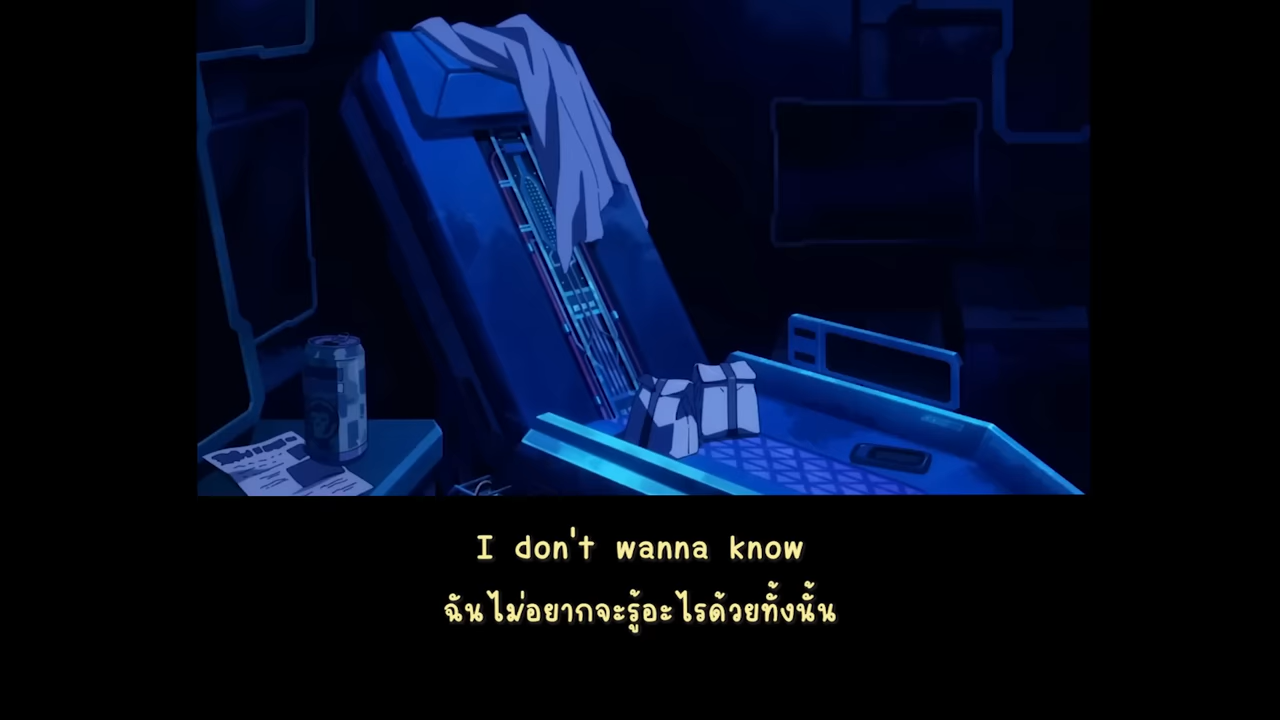 I don't wanna know
ฉันไม่อยากจะรู้อะไรด้วยทั้งนั้น